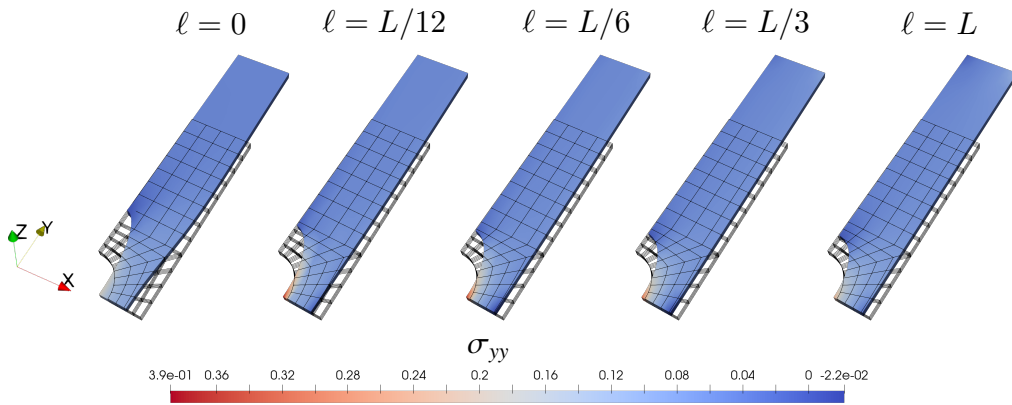 ℓ = 0 ℓ = L/12 ℓ = L/6 ℓ = L/3 ℓ = L
Z Y
X
σyy
3.9e-01 0.36 0.32 0.28 0.24 0.2 0.16 0.12 0.08 0.04 0 -2.2e-02